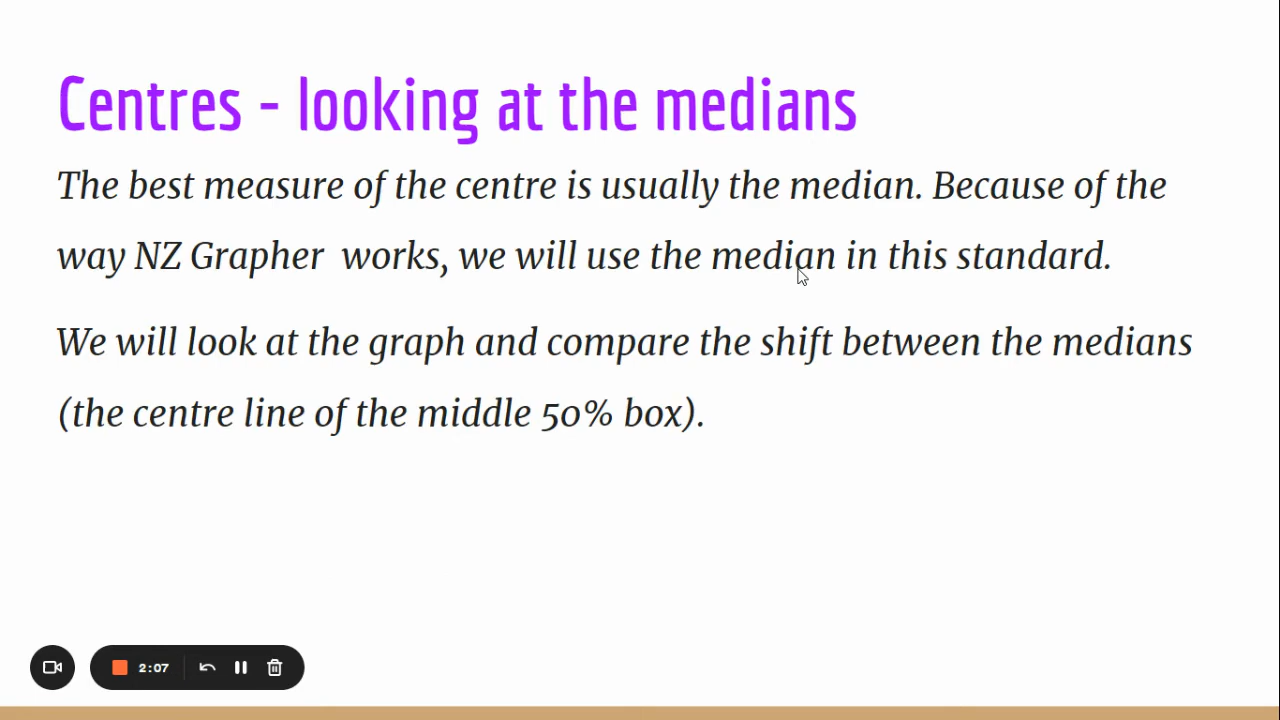 Centres - looking at the medians
The best measure of the centre is usually the median. Because of the
way NZ Grapher  works, we will use the median in this standard.
We will look at the graph and compare the shift between the medians
(the centre line of the middle 50% box).
2:07